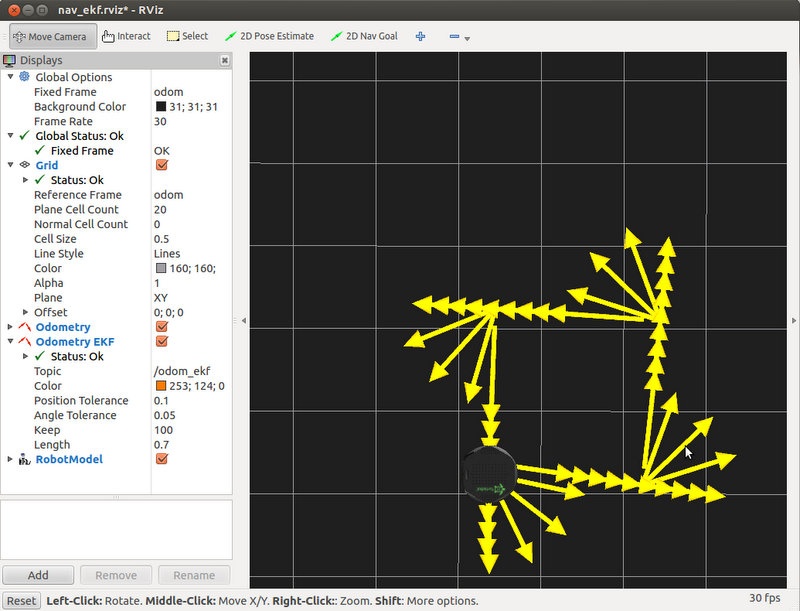 nav_ekf.rviz* - RViz
Move Camera Interact Select 2D Pose Estimate 2D Nav Goal
Displays
Global Options
Fixed Frame odom
Background Color 31; 31; 31
Frame Rate 30
Global Status: Ok
Fixed Frame OK
Grid
Status: Ok
Reference Frame odom
Plane Cell Count 20
Normal Cell Count 0
Cell Size 0.5
Line Style Lines
Color 160; 160;
Alpha 1
Plane XY
Offset 0; 0; 0
Odometry
Odometry EKF
Status: Ok
Topic /odom_ekf
Color 253; 124; 0
Position Tolerance 0.1
Angle Tolerance 0.05
Keep 100
Length 0.7
RobotModel
Add Remove Rename
Reset Left-Click: Rotate. Middle-Click: Move X/Y. Right-Click:: Zoom. Shift: More options. 30 fps